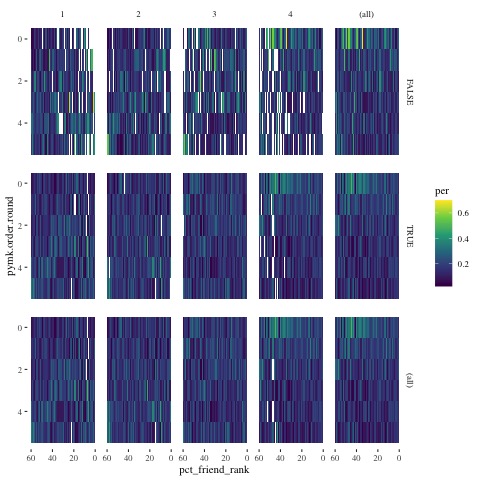 1 2 3 4 (all)
0
2
4
FALSE
0
2
4
TRUE
0
2
4
(all)
pymk.order.round
60 40 20 0 60 40 20 0 60 40 20 0 60 40 20 0 60 40 20 0
pct_friend_rank
per
0.6
0.4
0.2